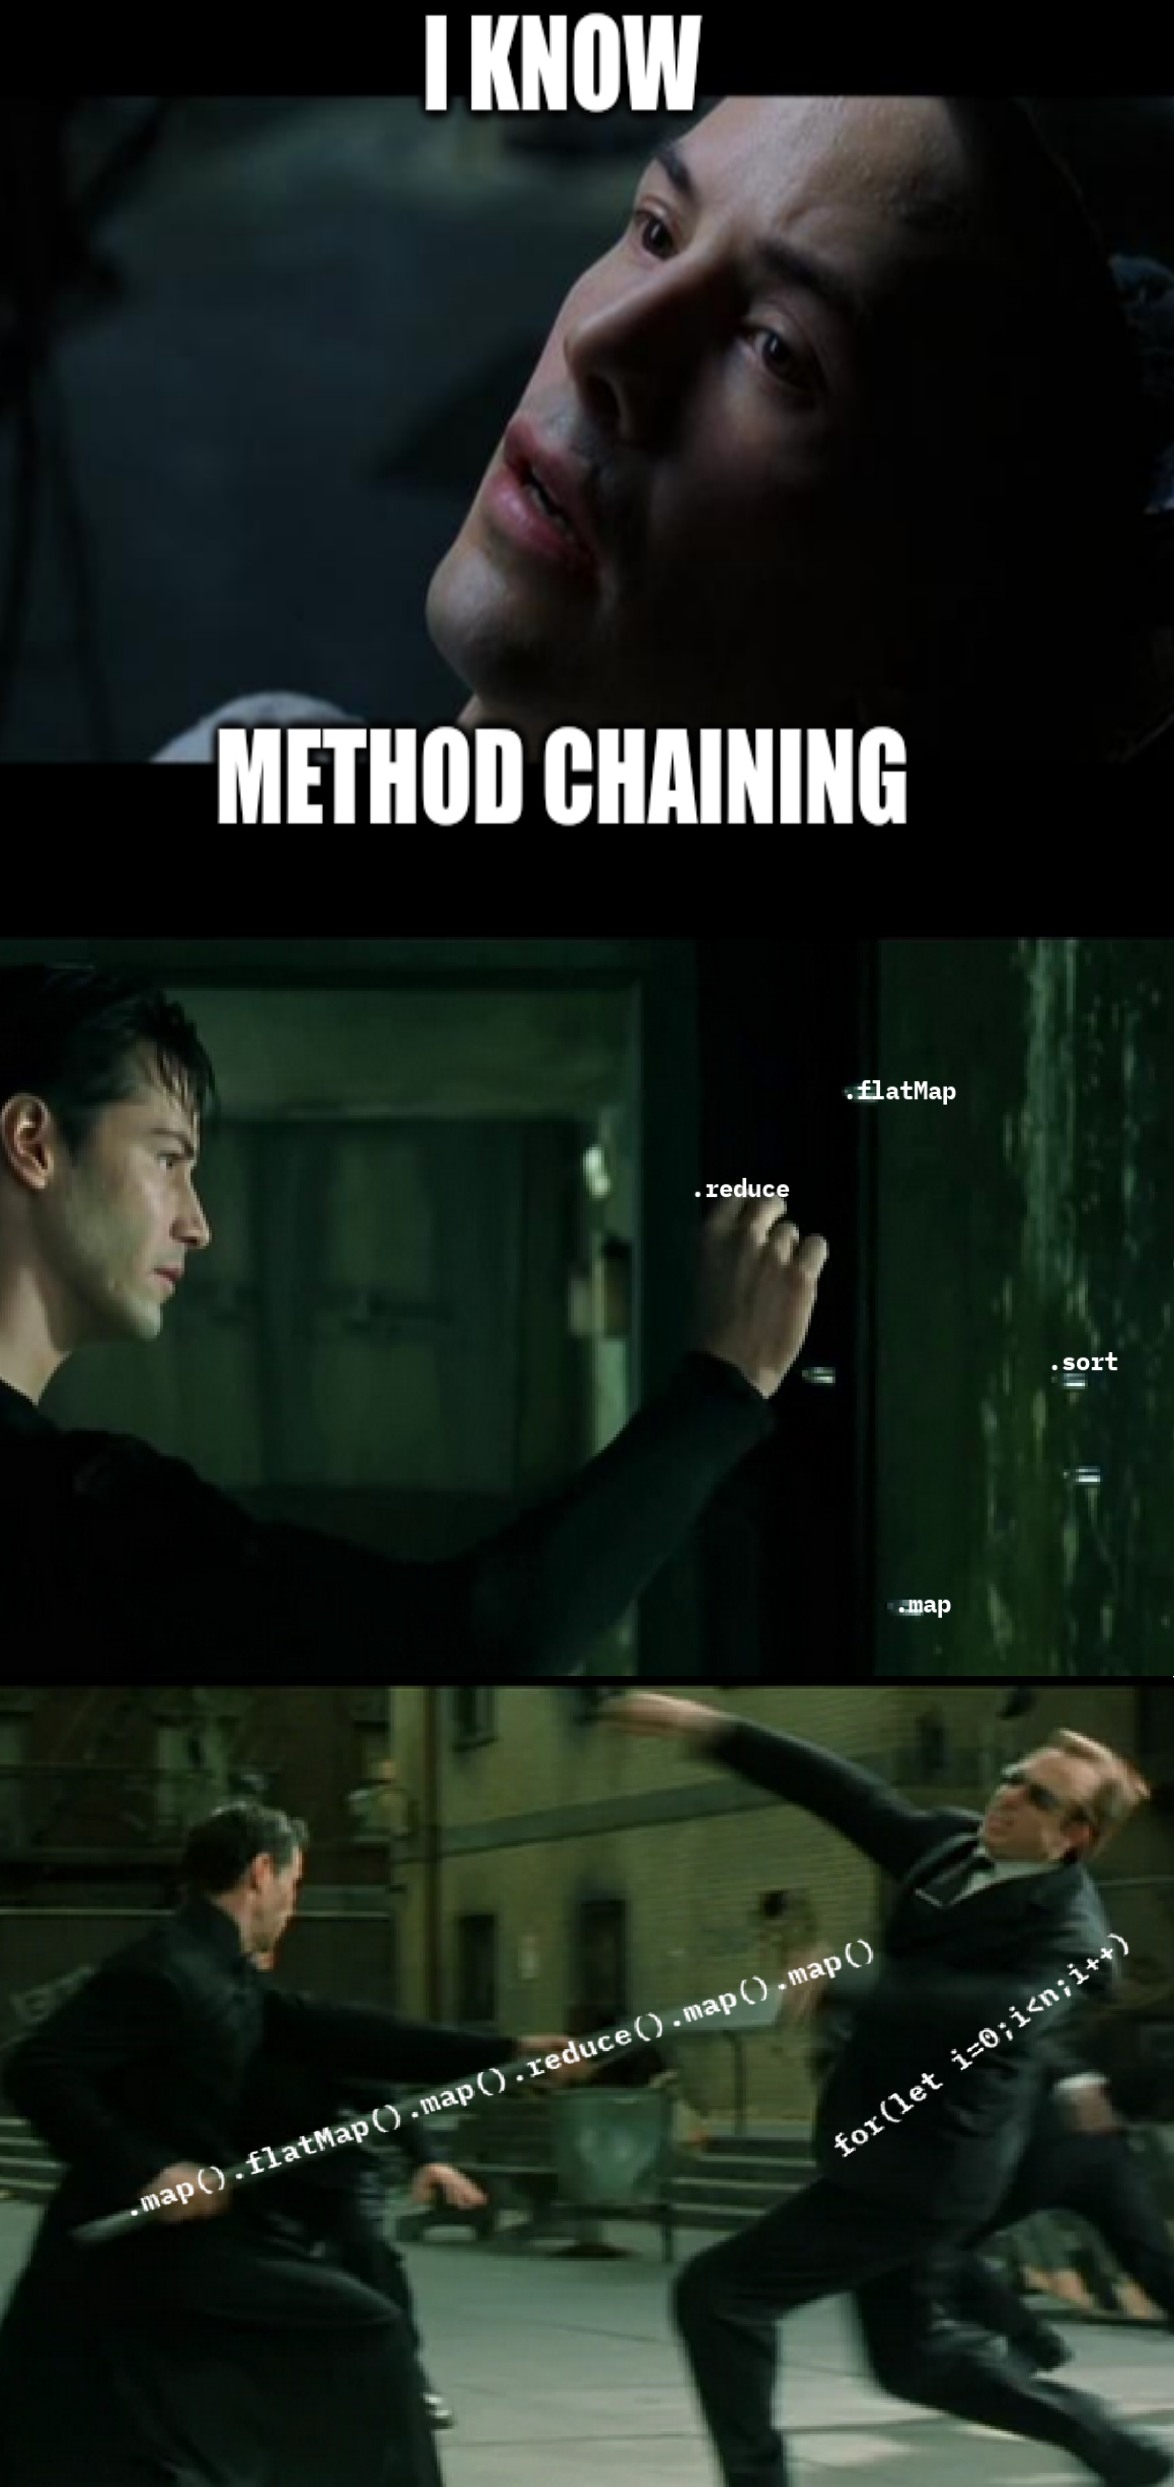 I KNOW
METHOD CHAINING
.flatMap
.reduce
.sort
.map
.map().flatMap().map().reduce().map().map()
for(let i=0;i<n;i++)